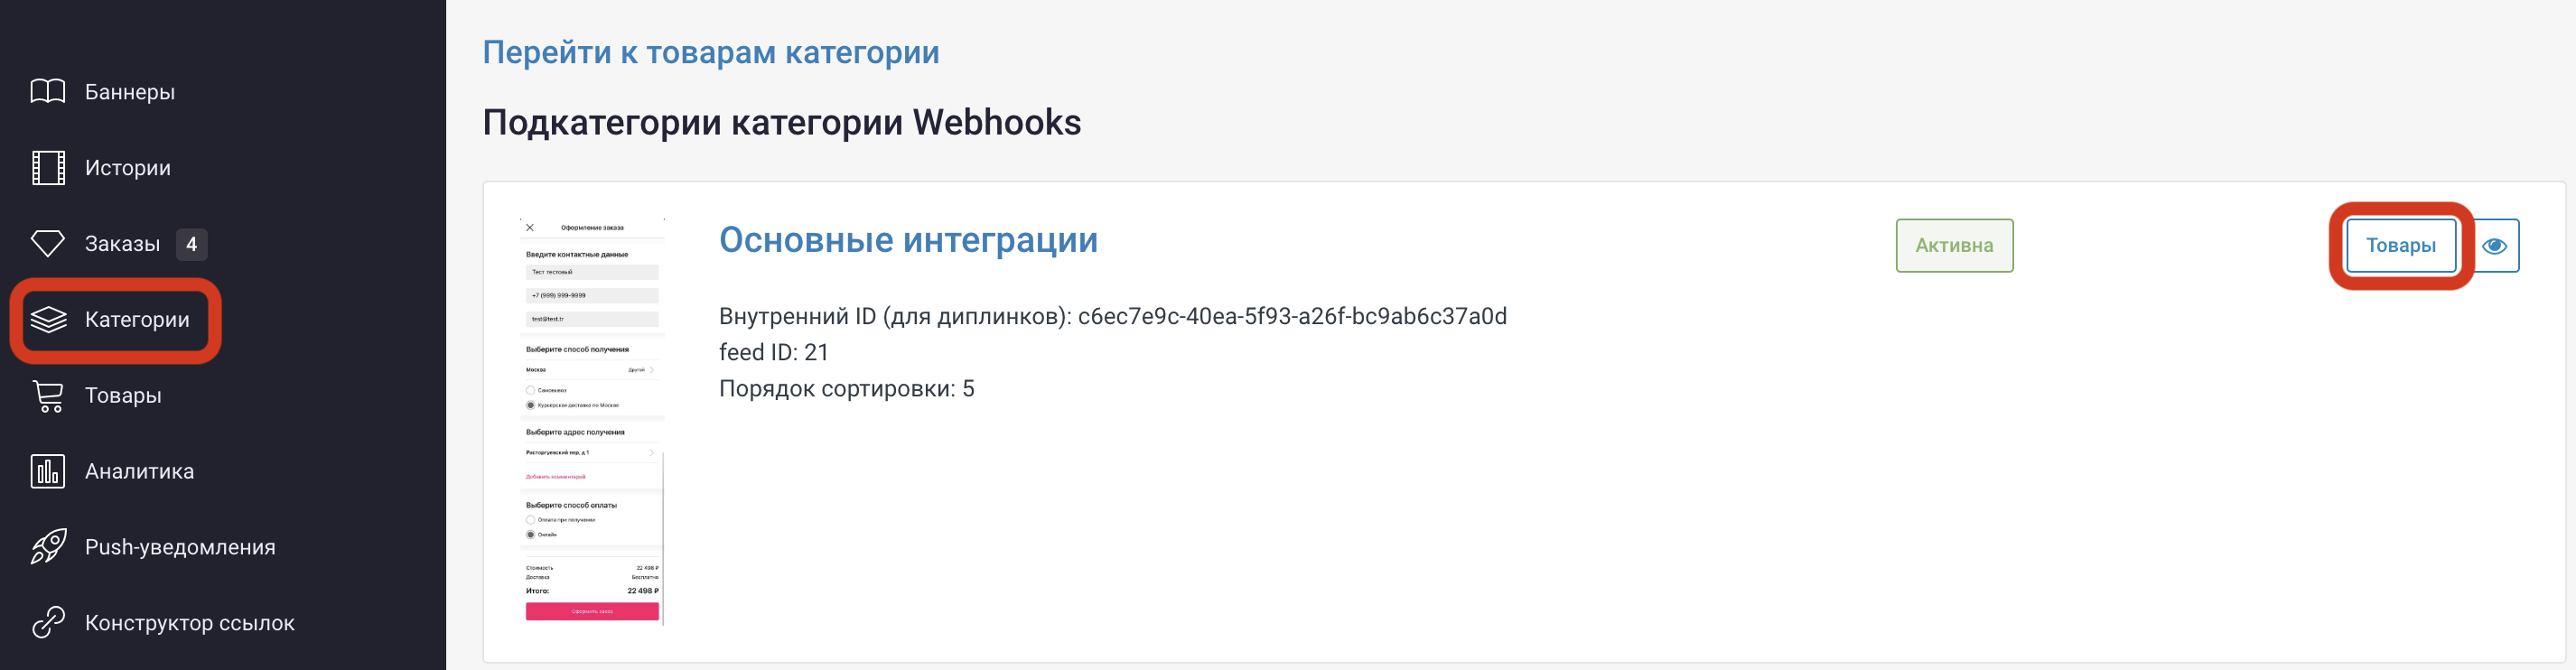 Баннеры
Истории
Заказы 4
Категории
Товары
Аналитика
Push-уведомления
Конструктор ссылок
Перейти к товарам категории
Подкатегории категории Webhooks
Оформление заказа
Введите контактные данные
Тест тестовый
+7 (999) 999-9999
test@test.tr
Выберите способ получения
Москва Другой
Самовывоз
Курьерская доставка по Москве
Выберите адрес получения
Расторгуевский пер, д 1
Добавить комментарий
Выберите способ оплаты
Оплата при получении
Онлайн
Стоимость 22 498 ₽
Доставка Бесплатно
Итого: 22 498 ₽
Оформить заказ
Основные интеграции
Активна
Товары
Внутренний ID (для диплинков): c6ec7e9c-40ea-5f93-a26f-bc9ab6c37a0d
feed ID: 21
Порядок сортировки: 5